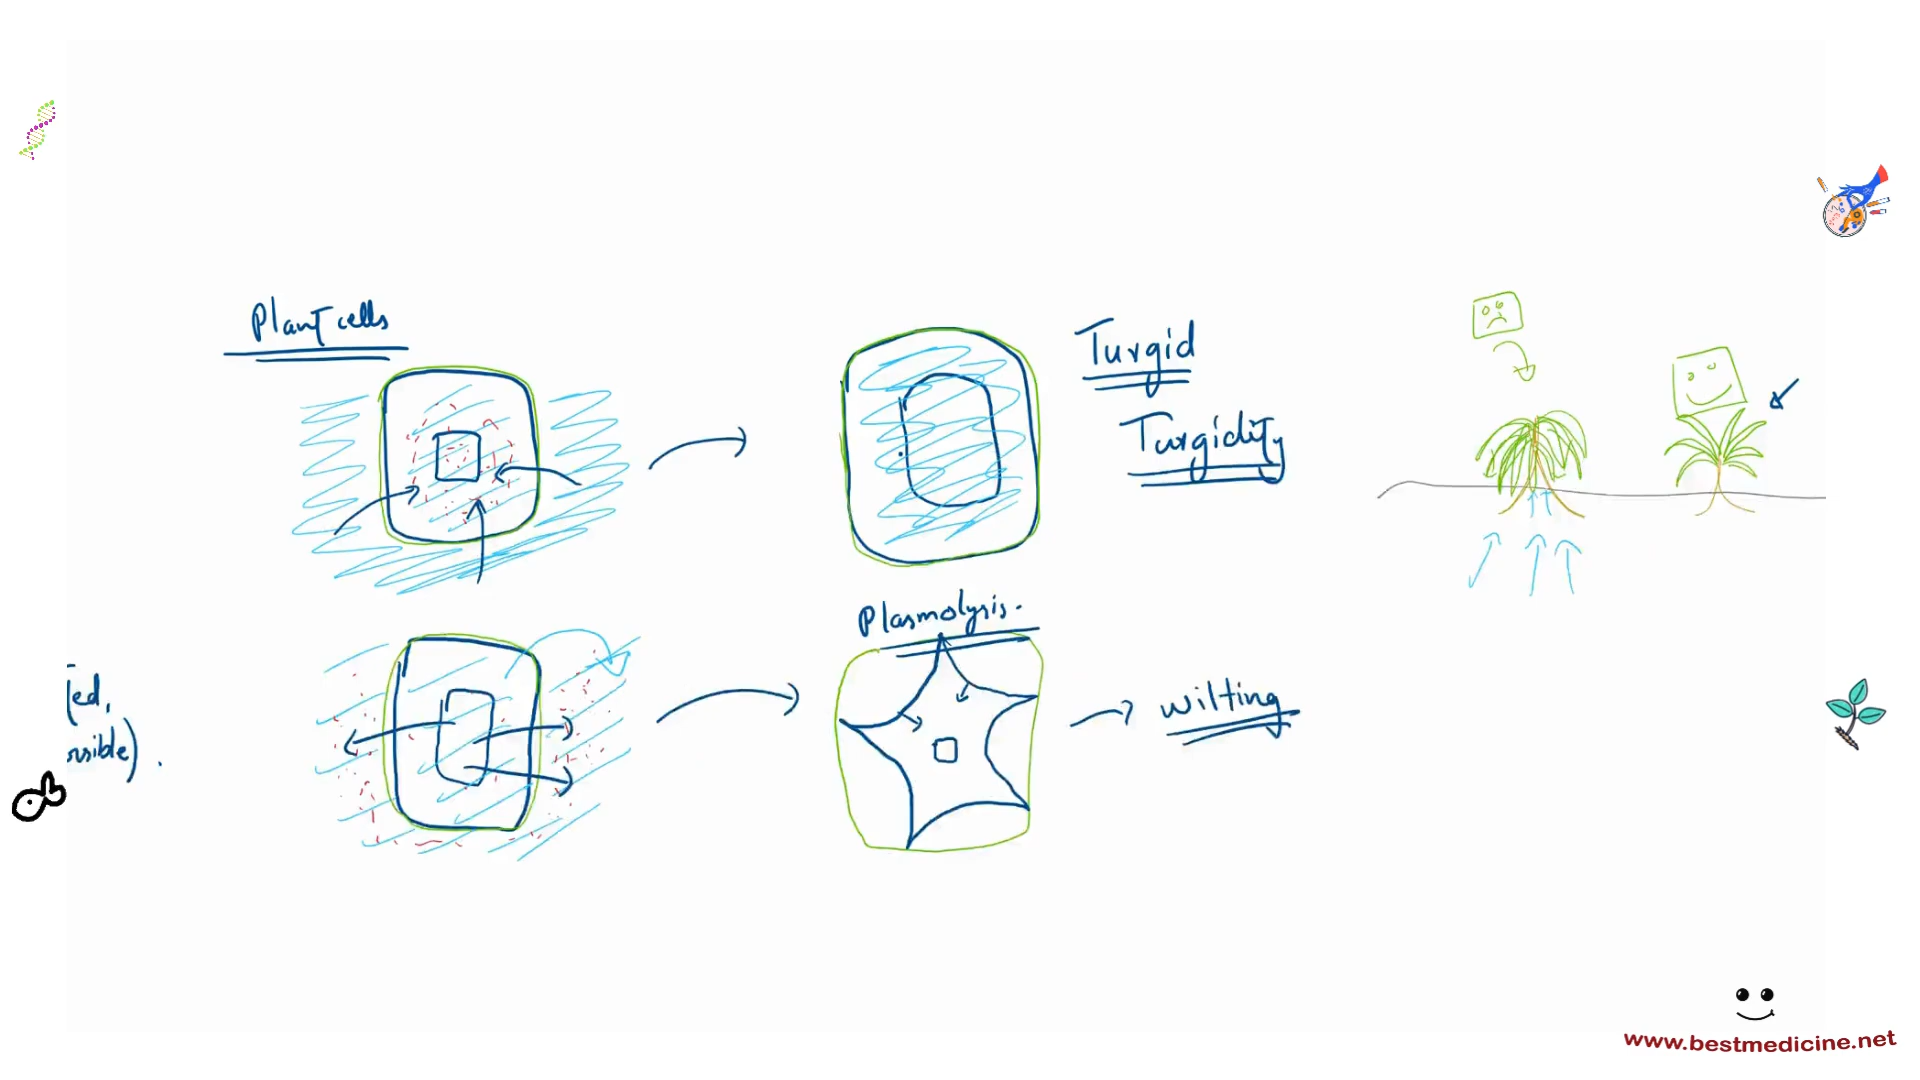 Plant cells
Turgid
Turgidity
Plasmolysis.
wilting
www.bestmedicine.net